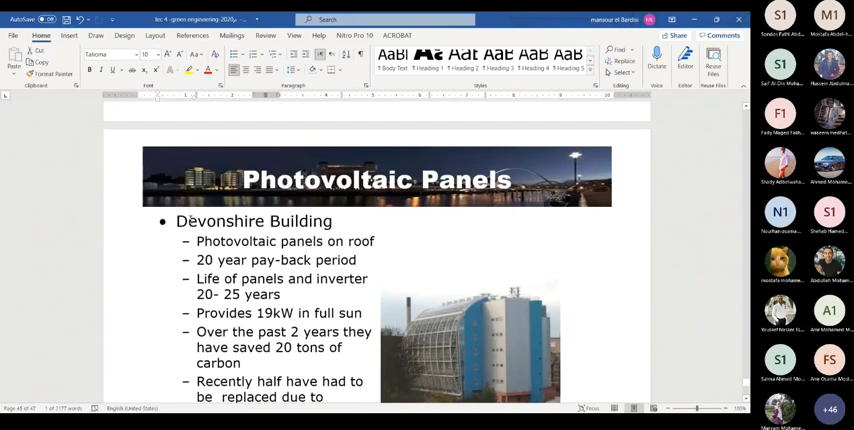 AutoSave Off
lec 4 -green engineering-2020
Search
mansour el Bardisi
File Home Insert Draw Design Layout References Mailings Review View Help Nitro Pro 10 ACROBAT
Share Comments
Paste
Cut
Copy
Format Painter
Clipboard
Tahoma 10
Font
Paragraph
¶ Body Text ¶ Heading 1 ¶ Heading 2 ¶ Heading 3 ¶ Heading 4 ¶ Heading 5
Styles
Find
Replace
Select
Editing
Dictate
Voice
Editor
Editor
Reuse Files
Reuse Files
Photovoltaic Panels
• Devonshire Building
– Photovoltaic panels on roof
– 20 year pay-back period
– Life of panels and inverter
20- 25 years
– Provides 19kW in full sun
– Over the past 2 years they
have saved 20 tons of
carbon
– Recently half have had to
be replaced due to
Page 45 of 47 1 of 2177 words English (United States)
Focus
100%
S1 M1
S1
F1
N1 S1
A1
S1 FS
+46